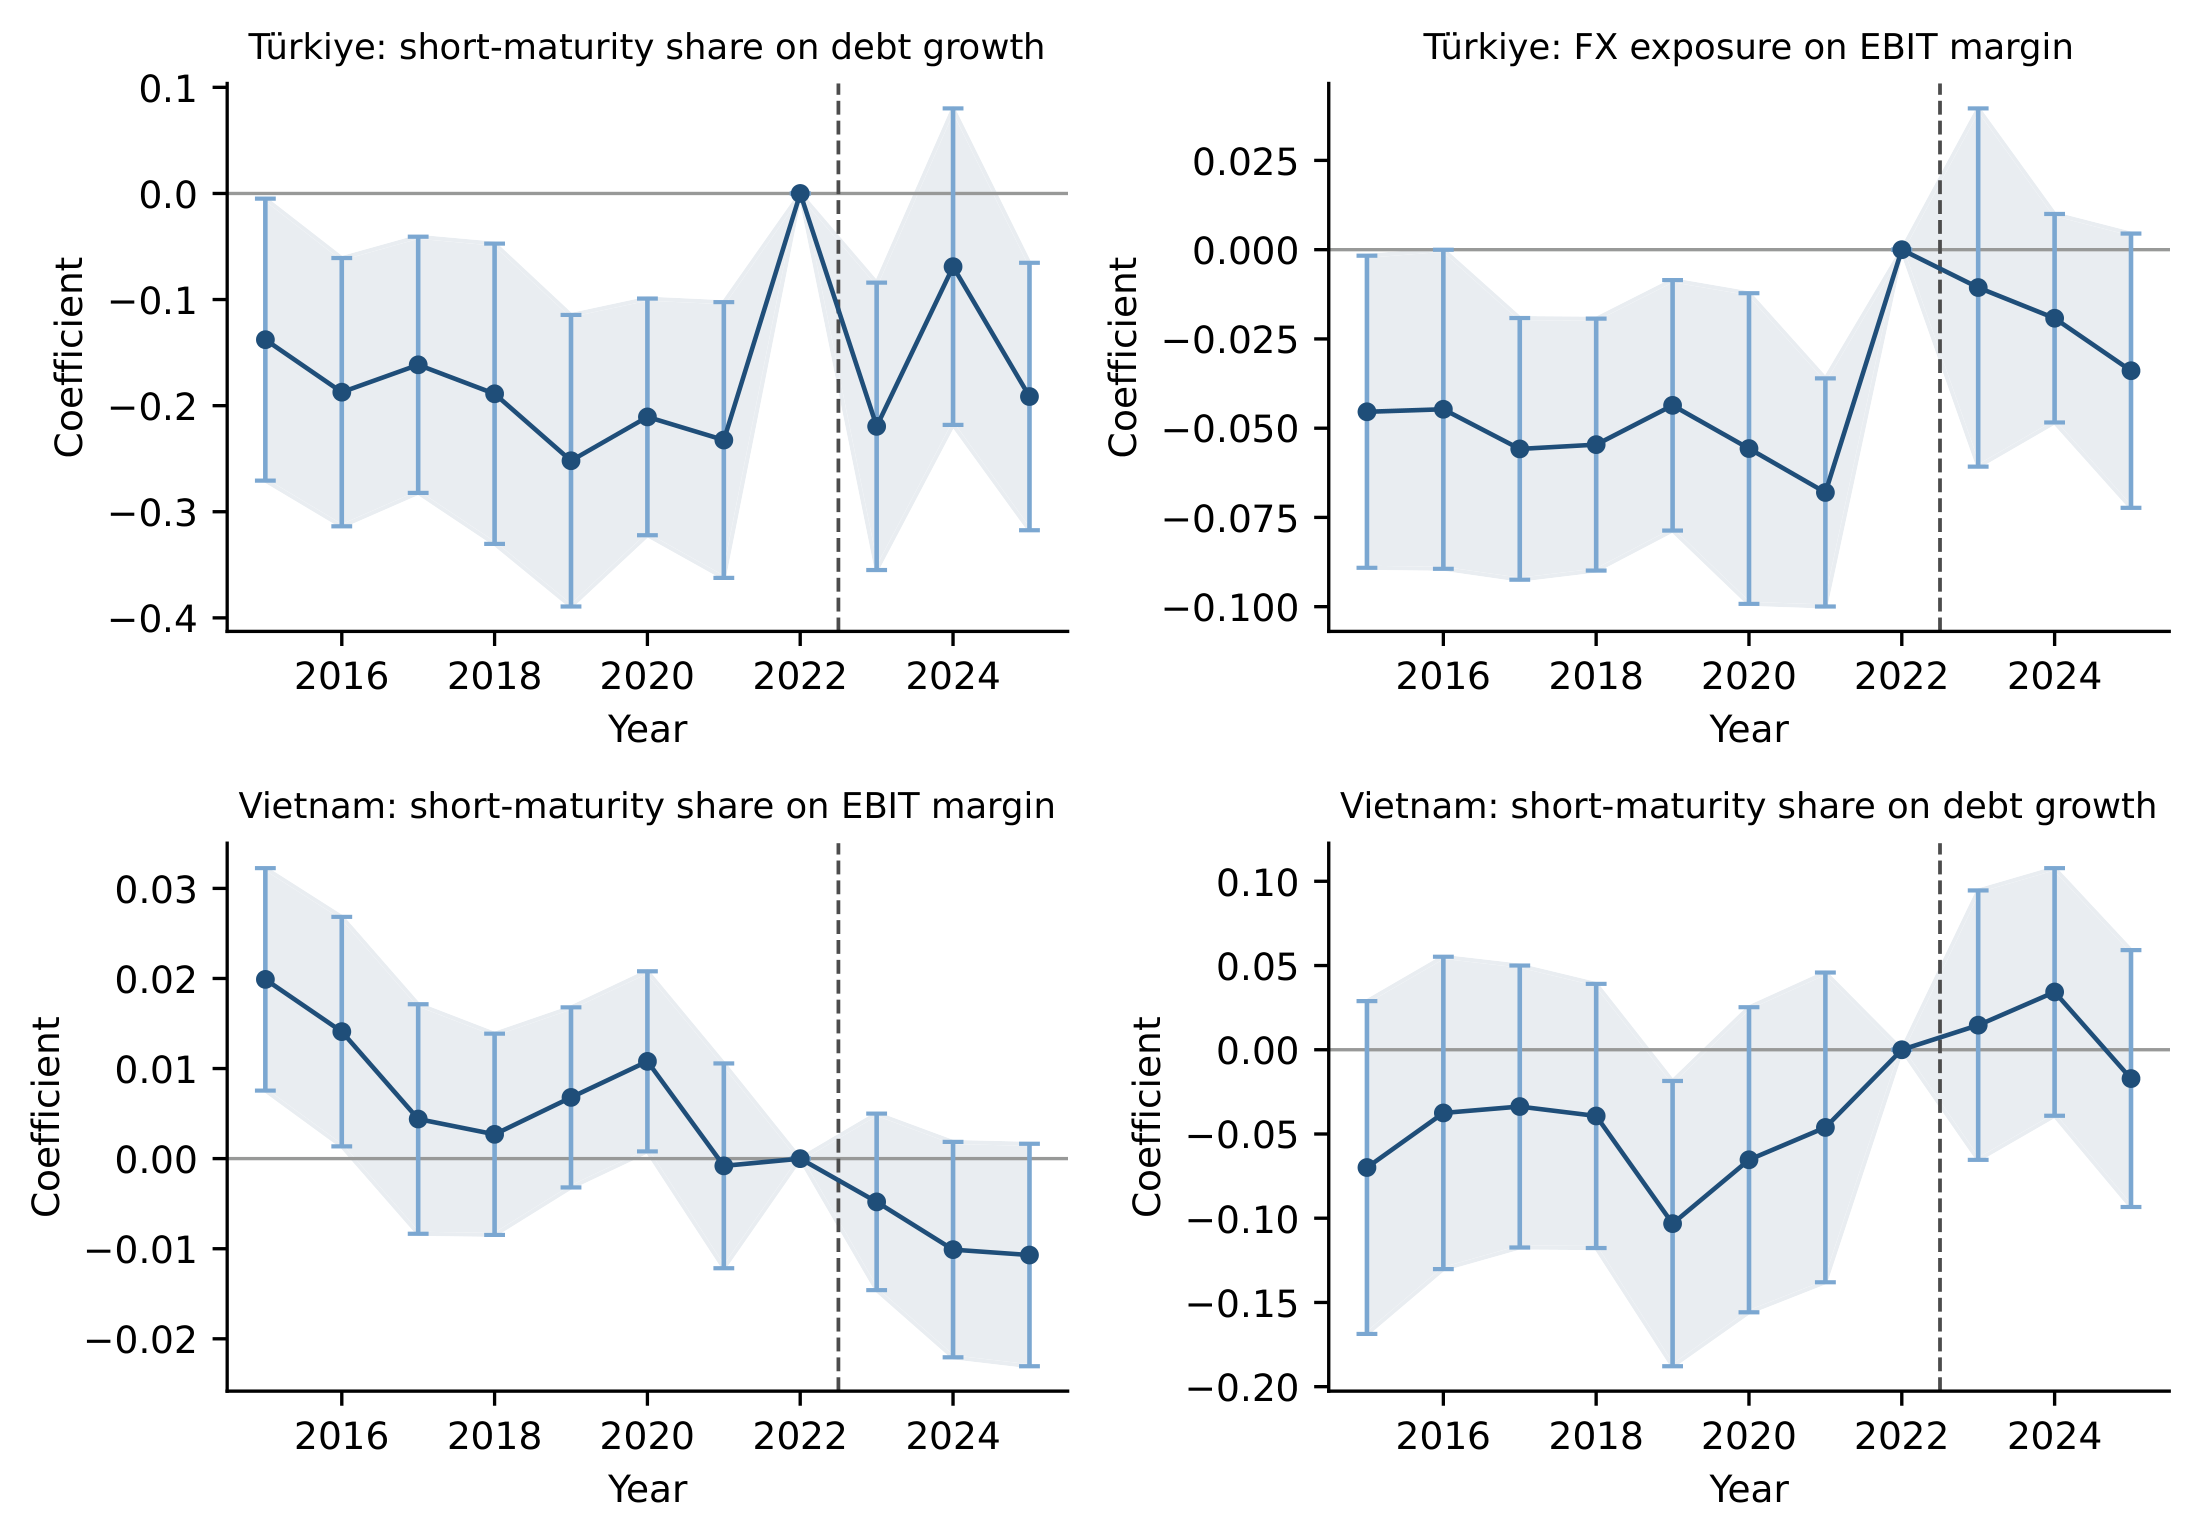 Türkiye: short-maturity share on debt growth
0.1
0.0
−0.1
−0.2
−0.3
−0.4
Coefficient
2016 2018 2020 2022 2024
Year
Türkiye: FX exposure on EBIT margin
0.025
0.000
−0.025
−0.050
−0.075
−0.100
Coefficient
2016 2018 2020 2022 2024
Year
Vietnam: short-maturity share on EBIT margin
0.03
0.02
0.01
0.00
−0.01
−0.02
Coefficient
2016 2018 2020 2022 2024
Year
Vietnam: short-maturity share on debt growth
0.10
0.05
0.00
−0.05
−0.10
−0.15
−0.20
Coefficient
2016 2018 2020 2022 2024
Year